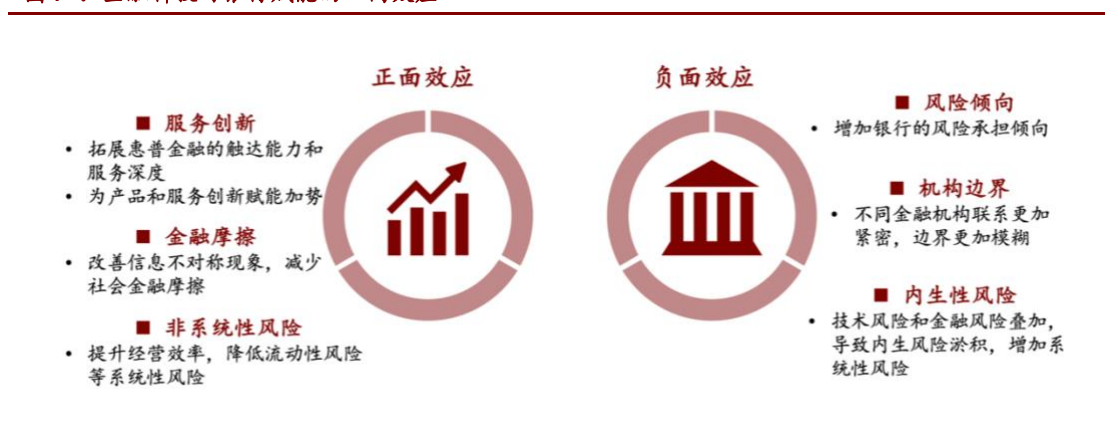 正面效应
■ 服务创新
• 拓展惠普金融的触达能力和
服务深度
• 为产品和服务创新赋能加势
■ 金融摩擦
• 改善信息不对称现象，减少
社会金融摩擦
■ 非系统性风险
• 提升经营效率，降低流动性风险
等系统性风险
负面效应
■ 风险倾向
• 增加银行的风险承担倾向
■ 机构边界
• 不同金融机构联系更加
紧密，边界更加模糊
■ 内生性风险
• 技术风险和金融风险叠加，
导致内生风险淤积，增加系
统性风险